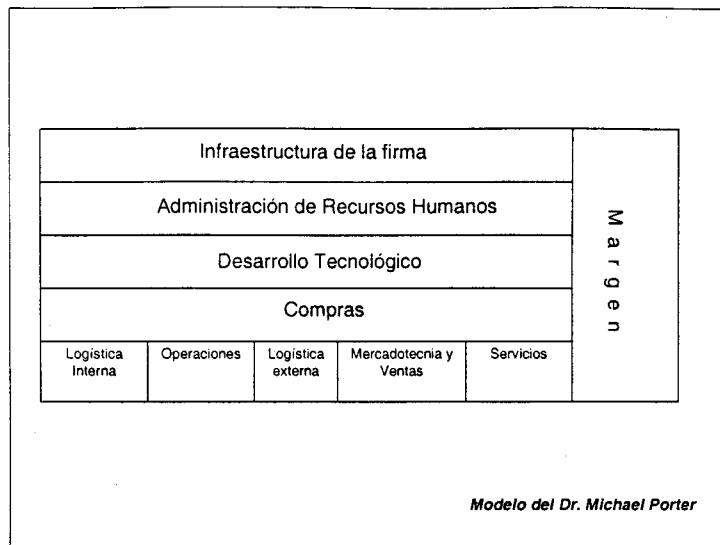 Infraestructura de la firma
Administración de Recursos Humanos
Desarrollo Tecnológico
Compras
Logística
Interna
Operaciones
Logística
externa
Mercadotecnia y
Ventas
Servicios
Margen
Modelo del Dr. Michael Porter